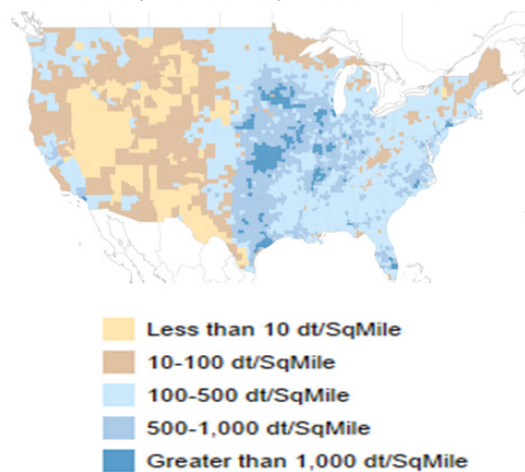 Less than 10 dt/SqMile
10-100 dt/SqMile
100-500 dt/SqMile
500-1,000 dt/SqMile
Greater than 1,000 dt/SqMile